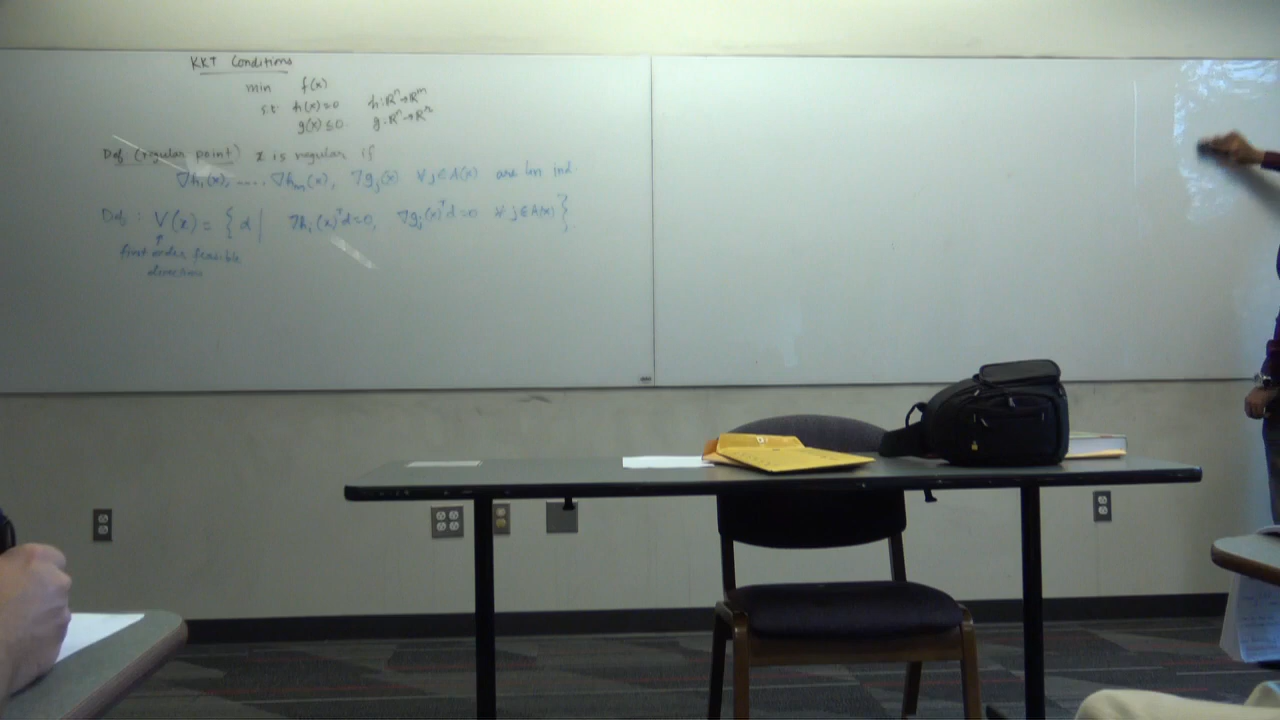 KKT Conditions
min f(x)
s.t. h(x)=0 h:ℝⁿ→ℝᵐ
g(x)≤0. g:ℝⁿ→ℝʳ
Def (regular point) x is regular if
∇h₁(x), .... ∇hₘ(x), ∇gⱼ(x) ∀j∈A(x) are lin ind.
Def: V(x) = { d | ∇hᵢ(x)ᵀd=0, ∇gⱼ(x)ᵀd=0 ∀ j∈A(x)}.
↑
first order feasible
directions